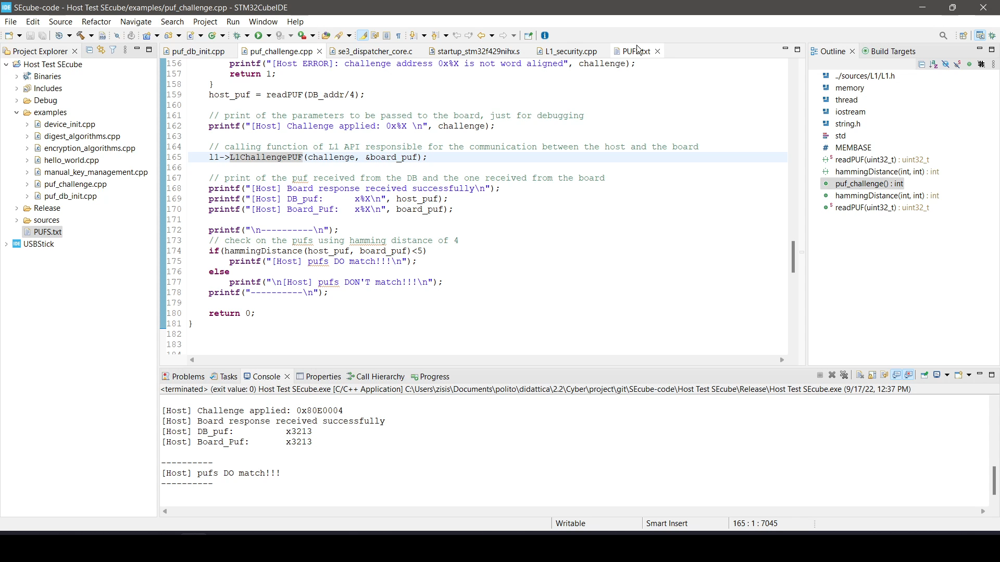 IDE SEcube-code - Host Test SEcube/examples/puf_challenge.cpp - STM32CubeIDE
File Edit Source Refactor Navigate Search Project Run Window Help
Project Explorer
Host Test SEcube
Binaries
Includes
Debug
examples
device_init.cpp
digest_algorithms.cpp
encryption_algorithms.cpp
hello_world.cpp
manual_key_management.cpp
puf_challenge.cpp
puf_db_init.cpp
Release
sources
PUFS.txt
IDE USBStick
puf_db_init.cpp puf_challenge.cpp se3_dispatcher_core.c startup_stm32f429nihx.s L1_security.cpp
156 printf("[Host ERROR]: challenge address 0x%X is not word aligned", challenge);
157 return 1;
158 }
159 host_puf = readPUF(DB_addr/4);
160
161 // print of the parameters to be passed to the board, just for debugging
162 printf("[Host] Challenge applied: 0x%X \n", challenge);
163
164 // calling function of L1 API responsible for the communication between the host and the board
165 l1->L1ChallengePUF(challenge, &board_puf);
166
167 // print of the puf received from the DB and the one received from the board
168 printf("[Host] Board response received successfully\n");
169 printf("[Host] DB_puf: x%X\n", host_puf);
170 printf("[Host] Board_Puf: x%X\n", board_puf);
171
172 printf("\n----------\n");
173 // check on the pufs using hamming distance of 4
174 if(hammingDistance(host_puf, board_puf)<5)
175 printf("[Host] pufs DO match!!!\n");
176 else
177 printf("\n[Host] pufs DON'T match!!!\n");
178 printf("----------\n");
179
180 return 0;
181 }
182
183
Outline Build Targets
../sources/L1/L1.h
memory
thread
iostream
string.h
std
# MEMBASE
readPUF(uint32_t) : uint32_t
hammingDistance(int, int) : int
puf_challenge() : int
hammingDistance(int, int) : int
readPUF(uint32_t) : uint32_t
Problems Tasks Console Properties Call Hierarchy Progress
<terminated> (exit value: 0) Host Test SEcube.exe [C/C++ Application] C:\Users\zisis\Documents\polito\didattica\2.2\Cyber\project\git\SEcube-code\Host Test SEcube\Release\Host Test SEcube.exe (9/17/22, 12:37 PM)
[Host] Challenge applied: 0x80E0004
[Host] Board response received successfully
[Host] DB_puf: x3213
[Host] Board_Puf: x3213
----------
[Host] pufs DO match!!!
----------
Writable Smart Insert 165 : 1 : 7045